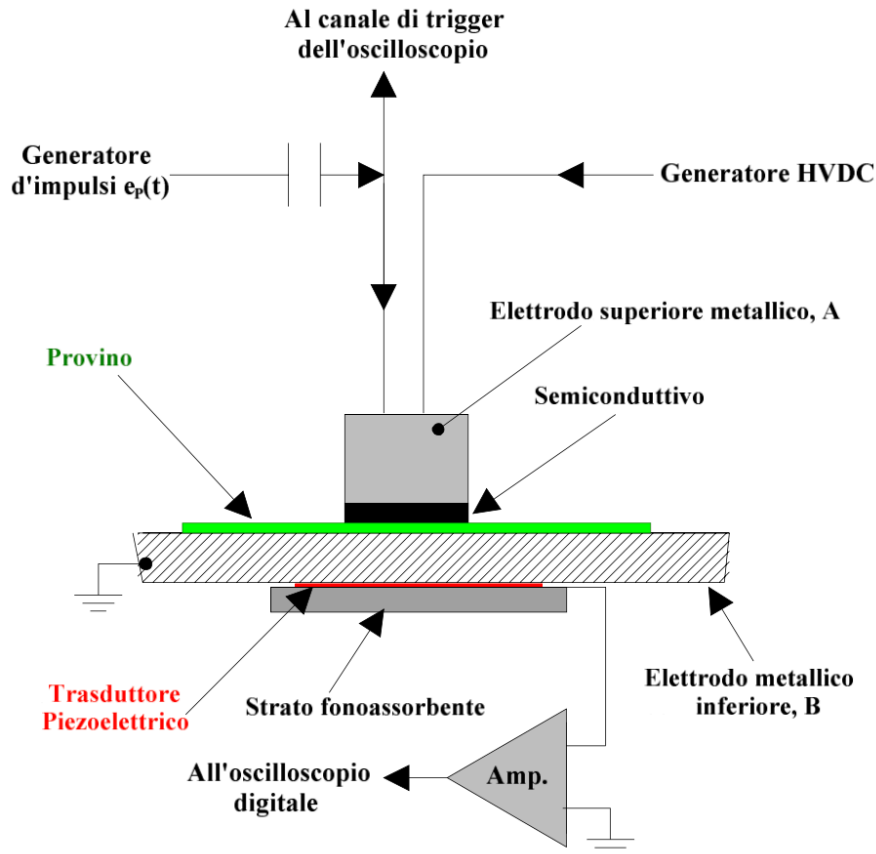 Al canale di trigger
dell'oscilloscopio
Generatore
d'impulsi eₚ(t)
Generatore HVDC
Elettrodo superiore metallico, A
Provino
Semiconduttivo
Trasduttore
Piezoelettrico
Strato fonoassorbente
Elettrodo metallico
inferiore, B
All'oscilloscopio
digitale
Amp.